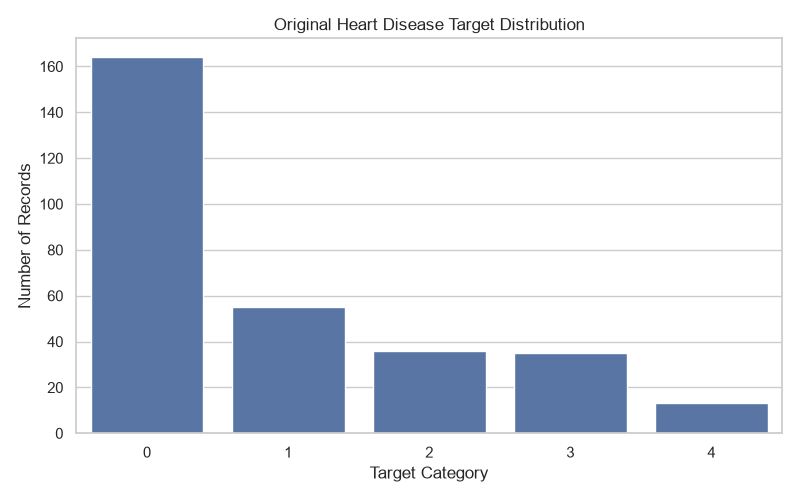 Original Heart Disease Target Distribution
Number of Records
160
140
120
100
80
60
40
20
0
0 1 2 3 4
Target Category